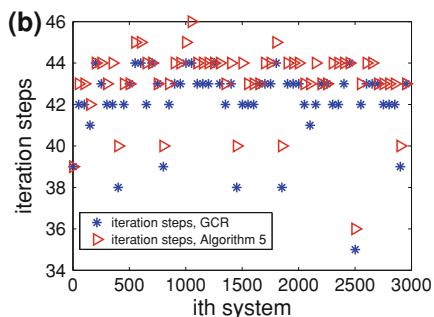 (b)
46
44
42
40
38
36
34
iteration steps
iteration steps, GCR
iteration steps, Algorithm 5
0 500 1000 1500 2000 2500 3000
ith system